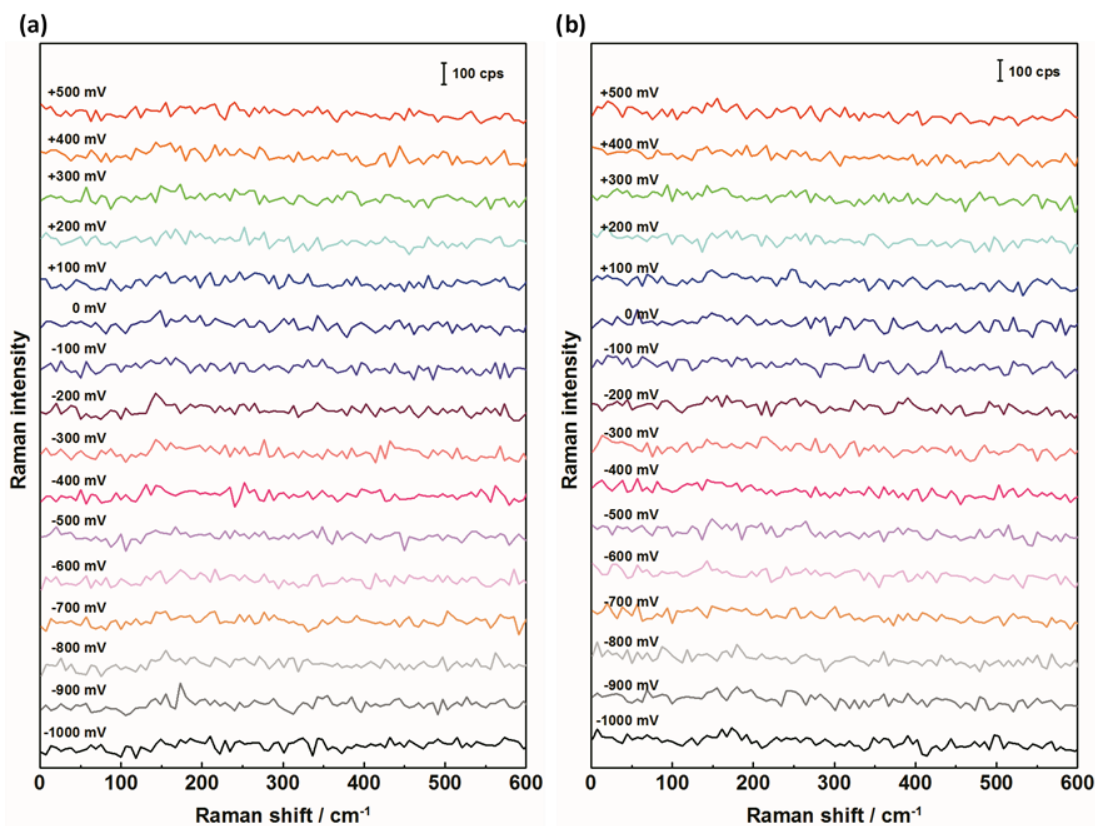 (a)
100 cps
+500 mV
+400 mV
+300 mV
+200 mV
+100 mV
0 mV
-100 mV
-200 mV
-300 mV
-400 mV
-500 mV
-600 mV
-700 mV
-800 mV
-900 mV
-1000 mV
Raman intensity
0 100 200 300 400 500 600
Raman shift / cm⁻¹
(b)
100 cps
+500 mV
+400 mV
+300 mV
+200 mV
+100 mV
0 mV
-100 mV
-200 mV
-300 mV
-400 mV
-500 mV
-600 mV
-700 mV
-800 mV
-900 mV
-1000 mV
Raman intensity
0 100 200 300 400 500 600
Raman shift / cm⁻¹